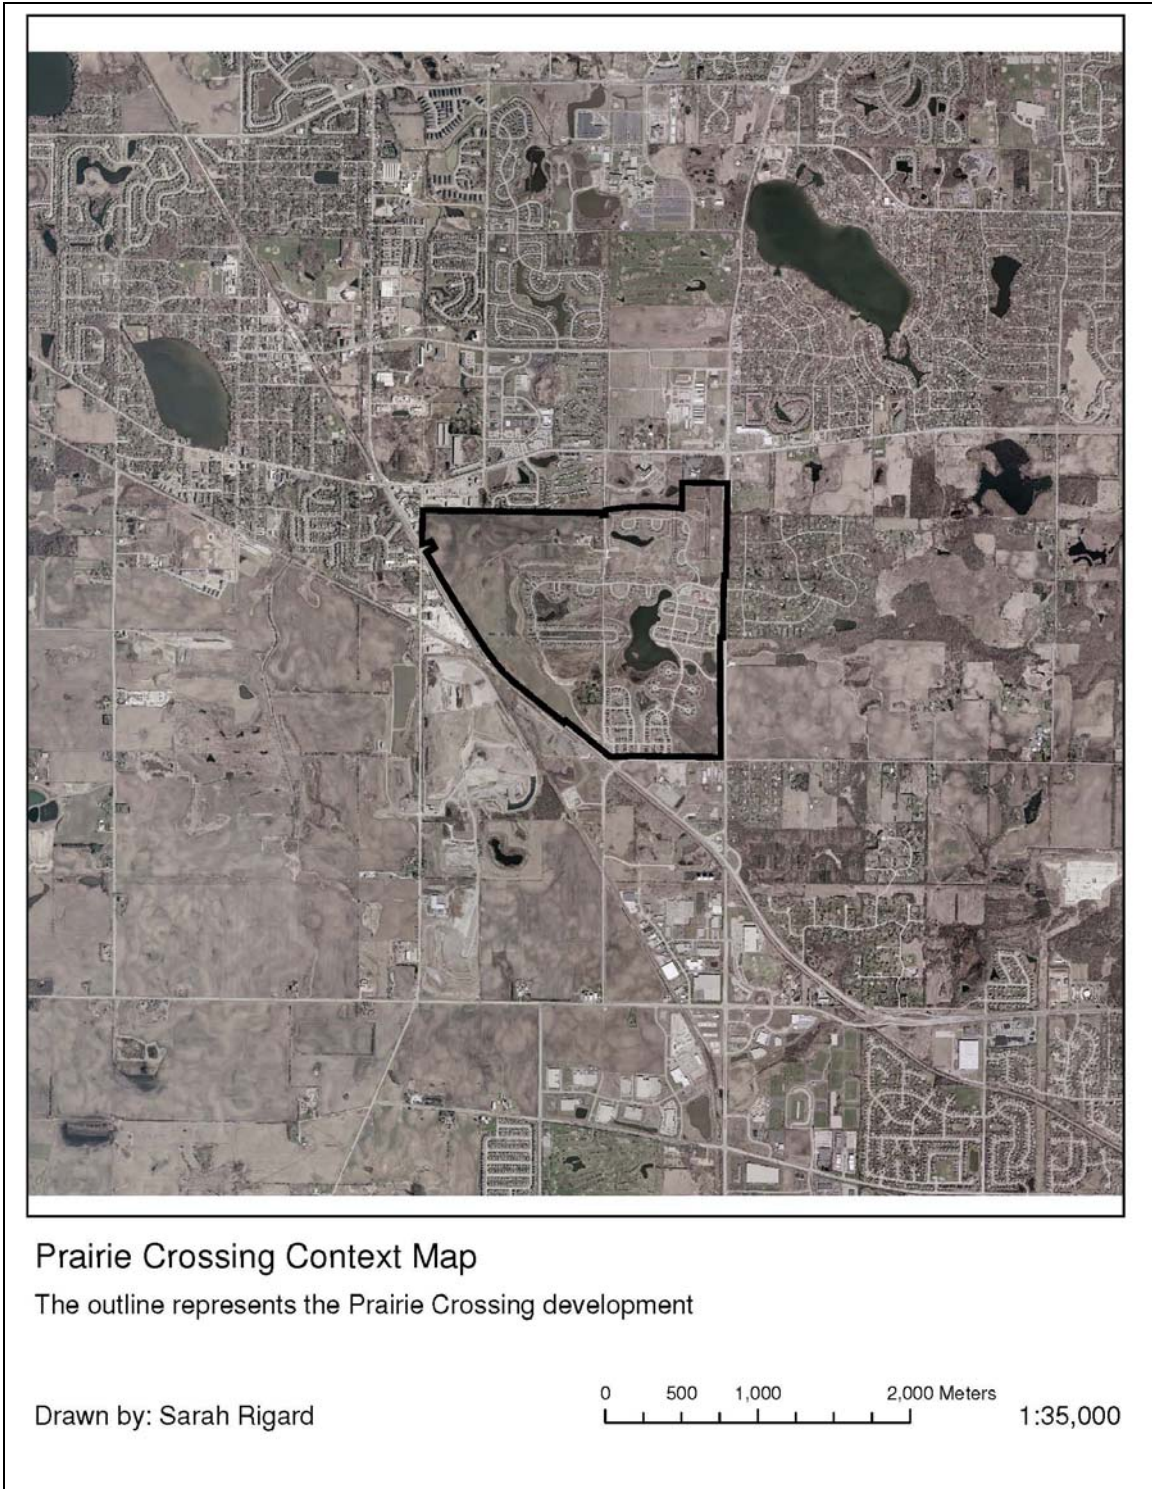 Prairie Crossing Context Map
The outline represents the Prairie Crossing development
0 500 1,000 2,000 Meters
Drawn by: Sarah Rigard
1:35,000